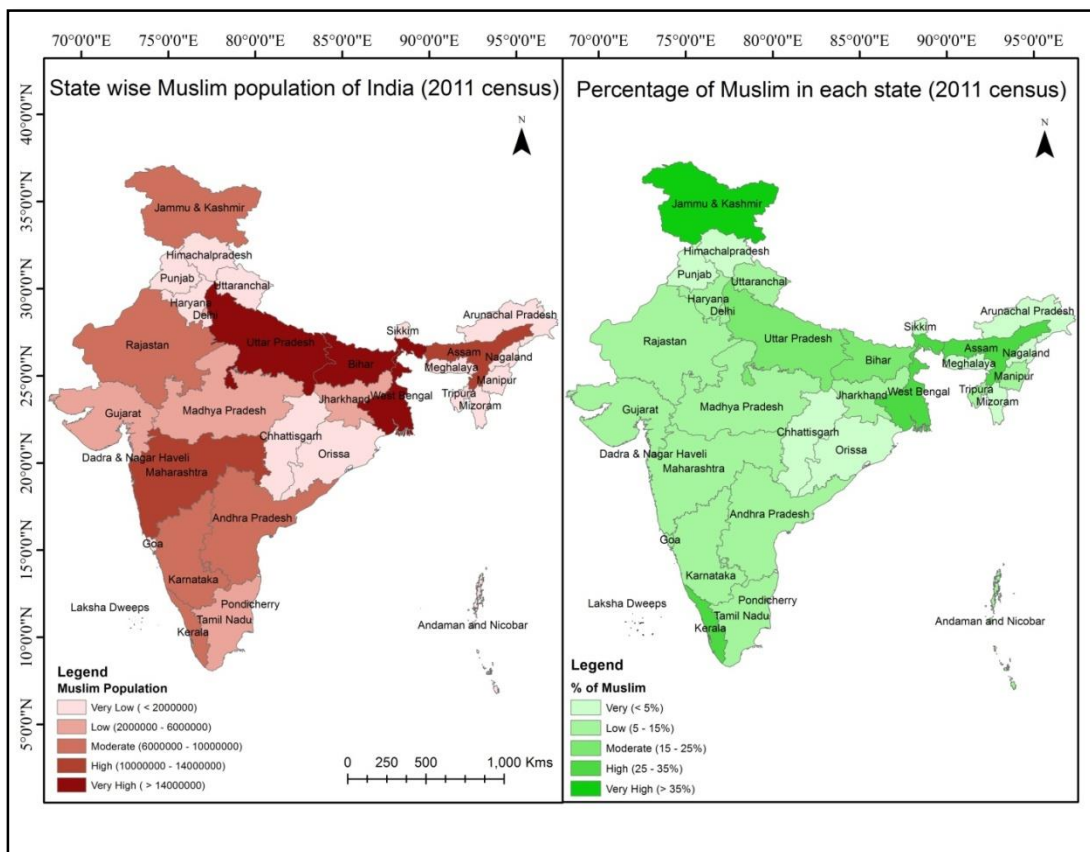 70°0'0"E 75°0'0"E 80°0'0"E 85°0'0"E 90°0'0"E 95°0'0"E
70°0'0"E 75°0'0"E 80°0'0"E 85°0'0"E 90°0'0"E 95°0'0"E
40°0'0"N
35°0'0"N
30°0'0"N
25°0'0"N
20°0'0"N
15°0'0"N
10°0'0"N
5°0'0"N
State wise Muslim population of India (2011 census)
N
Jammu & Kashmir
Himachalpradesh
Punjab
Uttaranchal
Haryana
Delhi
Arunachal Pradesh
Sikkim
Rajastan
Uttar Pradesh
Assam
Nagaland
Bihar
Meghalaya
Manipur
West Bengal
Tripura
Jharkhand
Mizoram
Gujarat
Madhya Pradesh
Chhattisgarh
Orissa
Dadra & Nagar Haveli
Maharashtra
Andhra Pradesh
Goa
Karnataka
Laksha Dweeps
Pondicherry
Tamil Nadu
Kerala
Andaman and Nicobar
Legend
Muslim Population
Very Low ( < 2000000)
Low (2000000 - 6000000)
Moderate (6000000 - 10000000)
High (10000000 - 14000000)
Very High ( > 14000000)
0 250 500 1,000 Kms
Percentage of Muslim in each state (2011 census)
N
Jammu & Kashmir
Himachalpradesh
Punjab
Uttaranchal
Haryana
Delhi
Arunachal Pradesh
Sikkim
Rajastan
Uttar Pradesh
Assam
Nagaland
Bihar
Meghalaya
Manipur
West Bengal
Tripura
Jharkhand
Mizoram
Gujarat
Madhya Pradesh
Chhattisgarh
Orissa
Dadra & Nagar Haveli
Maharashtra
Andhra Pradesh
Goa
Karnataka
Laksha Dweeps
Pondicherry
Tamil Nadu
Kerala
Andaman and Nicobar
Legend
% of Muslim
Very (< 5%)
Low (5 - 15%)
Moderate (15 - 25%)
High (25 - 35%)
Very High (> 35%)